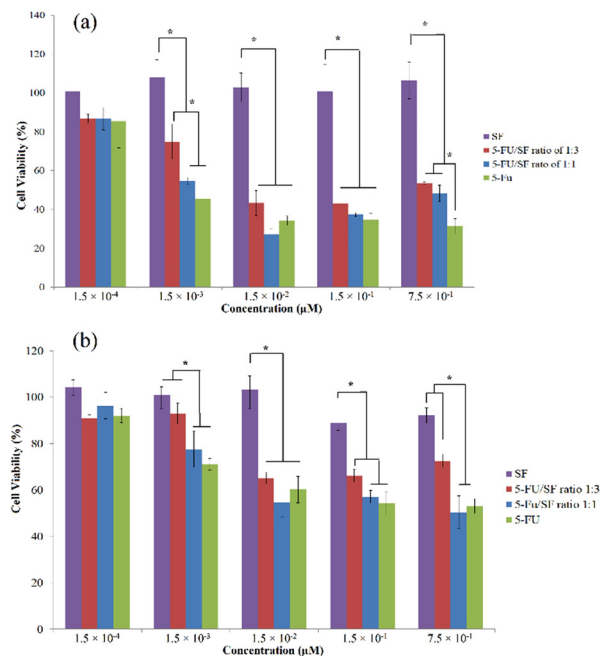 (a)
140
120
100
80
60
40
20
0
Cell Viability (%)
* * * * * *
SF
5-FU/SF ratio of 1:3
5-FU/SF rato of 1:1
5-Fu
1.5 × 10-4 1.5 × 10-3 1.5 × 10-2 1.5 × 10-1 7.5 × 10-1
Concentration (µM)
(b)
120
100
80
60
40
20
0
Cell Viability (%)
* * * *
SF
5-FU/SF ratio 1:3
5-Fu/SF ratio 1:1
5-FU
1.5 × 10-4 1.5 × 10-3 1.5 × 10-2 1.5 × 10-1 7.5 × 10-1
Concentration (µM)